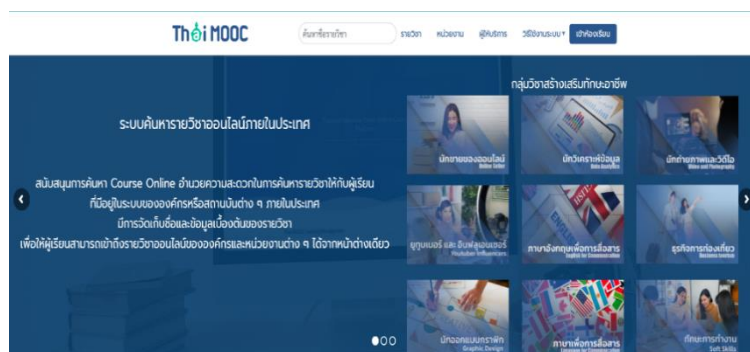 Thai MOOC
ค้นหาชื่อรายวิชา
รายวิชา
หน่วยงาน
ผู้ให้บริการ
วิธีใช้งานระบบ
เข้าห้องเรียน
กลุ่มวิชาสร้างเสริมทักษะอาชีพ
ระบบค้นหารายวิชาออนไลน์ภายในประเทศ
สนับสนุนการค้นหา Course Online อำนวยความสะดวกในการค้นหารายวิชาให้กับผู้เรียน
ที่มีอยู่ในระบบขององค์กรหรือสถาบันต่าง ๆ ภายในประเทศ
มีการจัดเก็บชื่อและข้อมูลเบื้องต้นของรายวิชา
เพื่อให้ผู้เรียนสามารถเข้าถึงรายวิชาออนไลน์ขององค์กรและหน่วยงานต่าง ๆ ได้จากหน้าต่างเดียว
นักขายของออนไลน์
Online Seller
นักวิเคราะห์ข้อมูล
Data Analytics
นักถ่ายภาพและวิดีโอ
Video and Photography
ยูทูบเบอร์ และ อินฟลูเอนเซอร์
Youtuber Influencers
ภาษาอังกฤษเพื่อการสื่อสาร
English for Communication
ธุรกิจการท่องเที่ยว
Business tourism
นักออกแบบกราฟิก
Graphic Design
ภาษาเพื่อการสื่อสาร
Language for Communication
ทักษะการทำงาน
Soft Skills